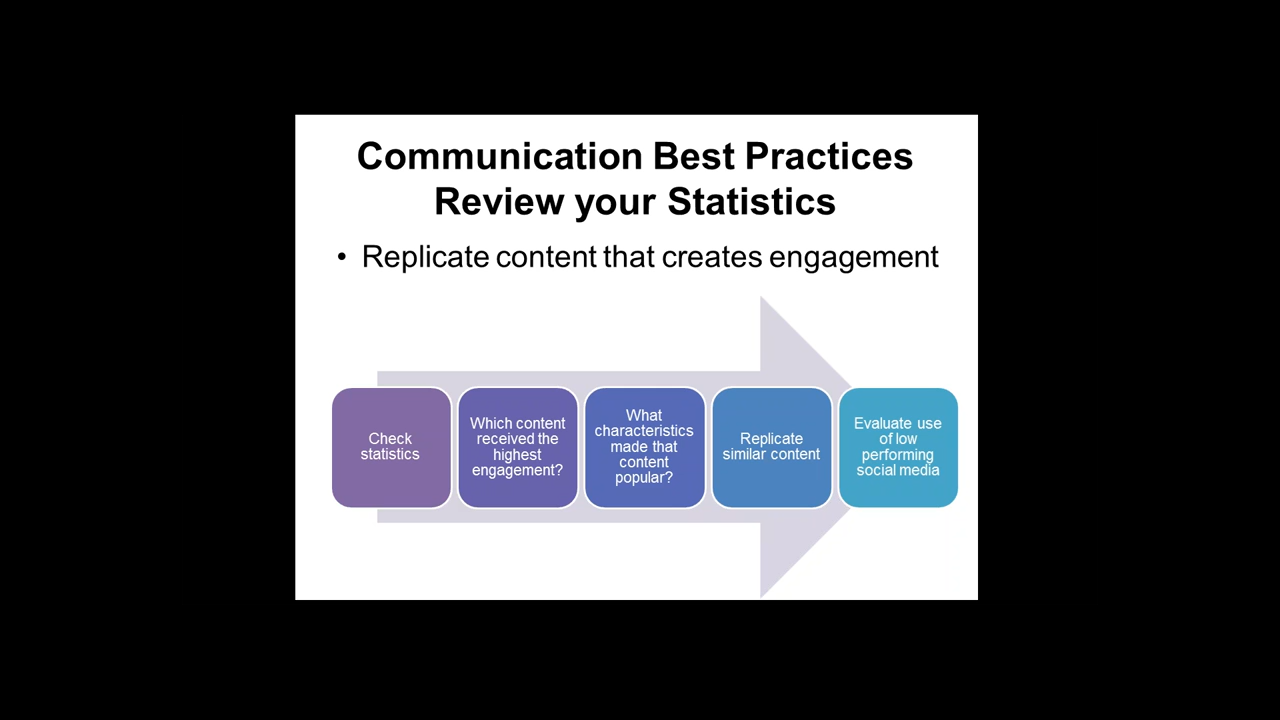 Communication Best Practices
Review your Statistics
• Replicate content that creates engagement
Check
statistics
Which content
received the
highest
engagement?
What
characteristics
made that
content
popular?
Replicate
similar content
Evaluate use
of low
performing
social media